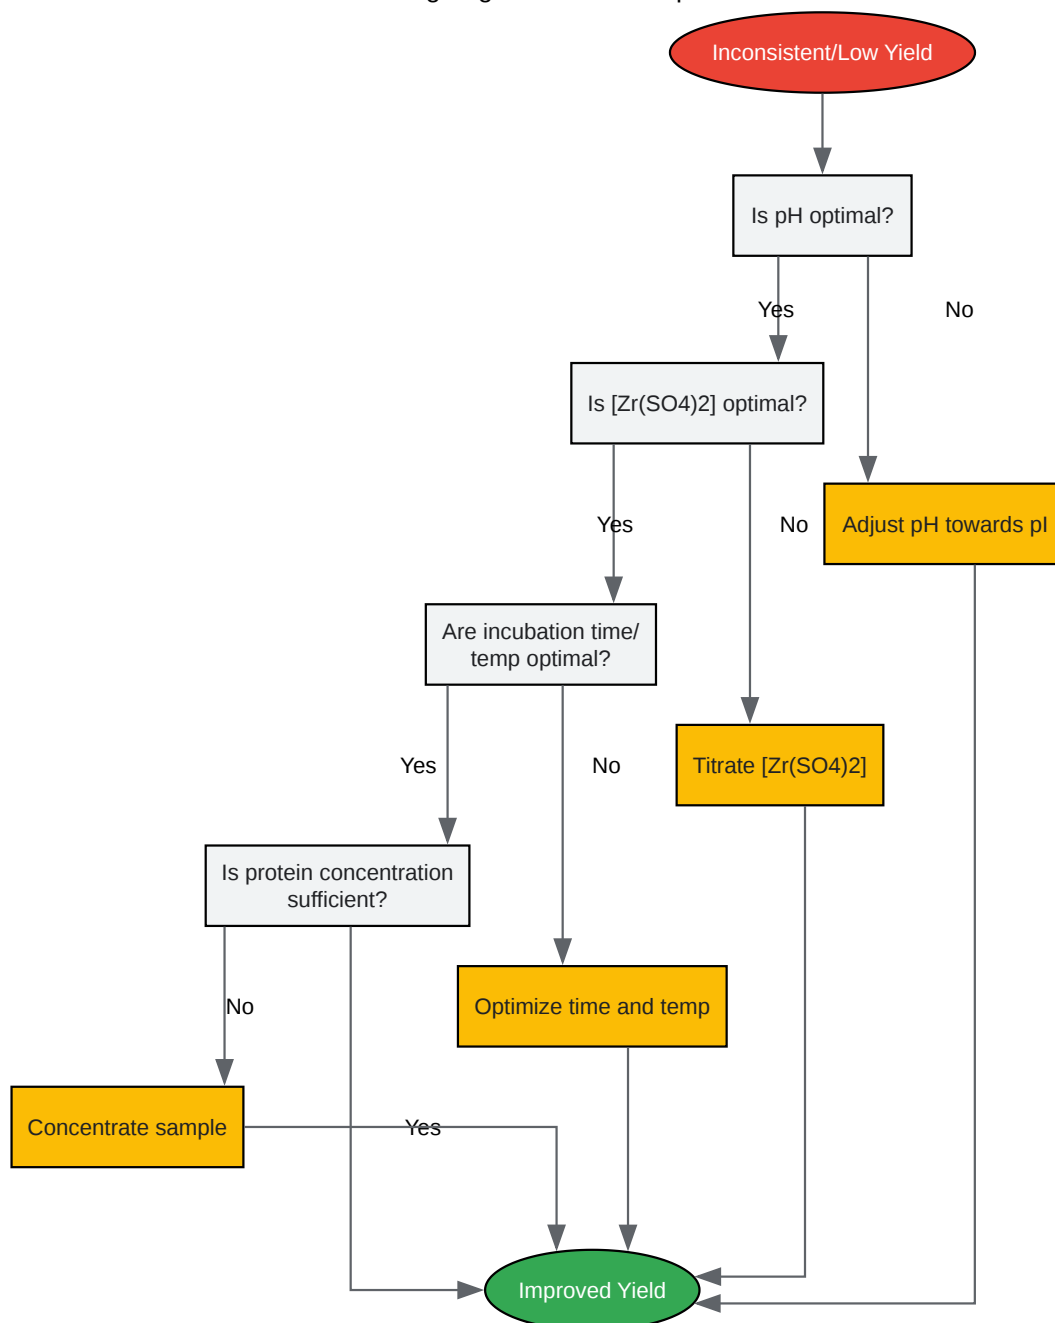 Inconsistent/Low Yield
Is pH optimal?
Yes
No
Is [Zr(SO4)2] optimal?
Yes
No
Adjust pH towards pI
Are incubation time/
temp optimal?
Yes
No
Titrate [Zr(SO4)2]
Is protein concentration
sufficient?
No
Optimize time and temp
Concentrate sample
Yes
Improved Yield